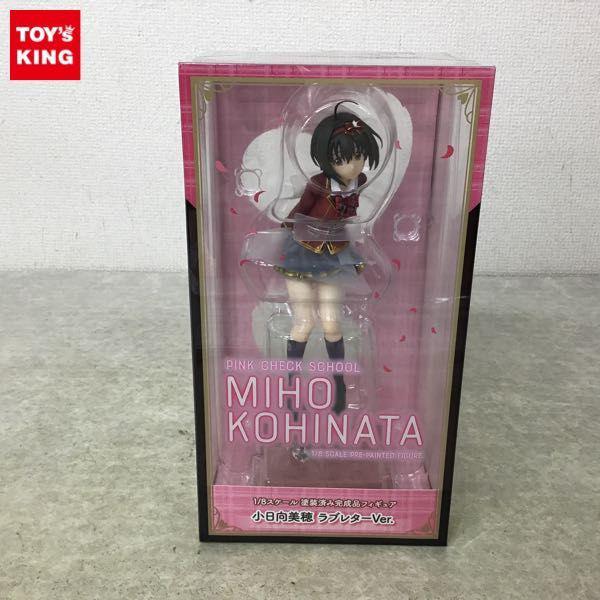 TOY's
KING
PINK CHECK SCHOOL
MIHO
KOHINATA
1/8 SCALE PRE-PAINTED FIGURE
1/8スケール 塗装済み完成品フィギュア
小日向美穂 ラブレターVer.